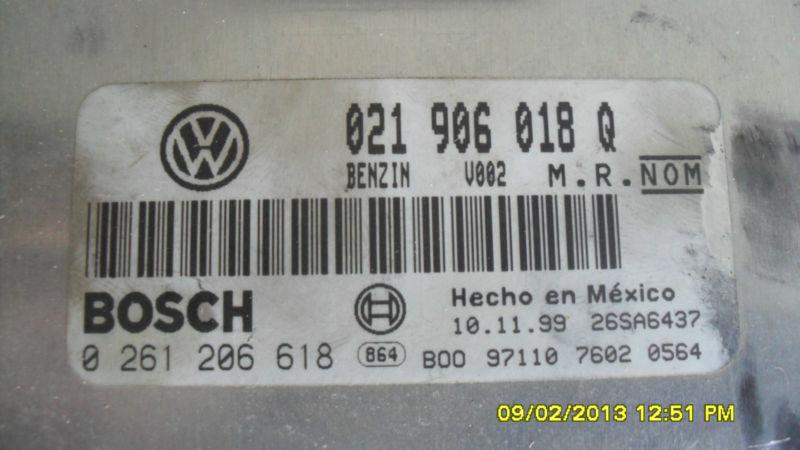 021 906 018 Q
BENZIN V002 M.R. NOM
BOSCH
Hecho en México
10.11.99 26SA6437
0 261 206 618 864 B00 97110 7602 0564
09/02/2013 12:51 PM